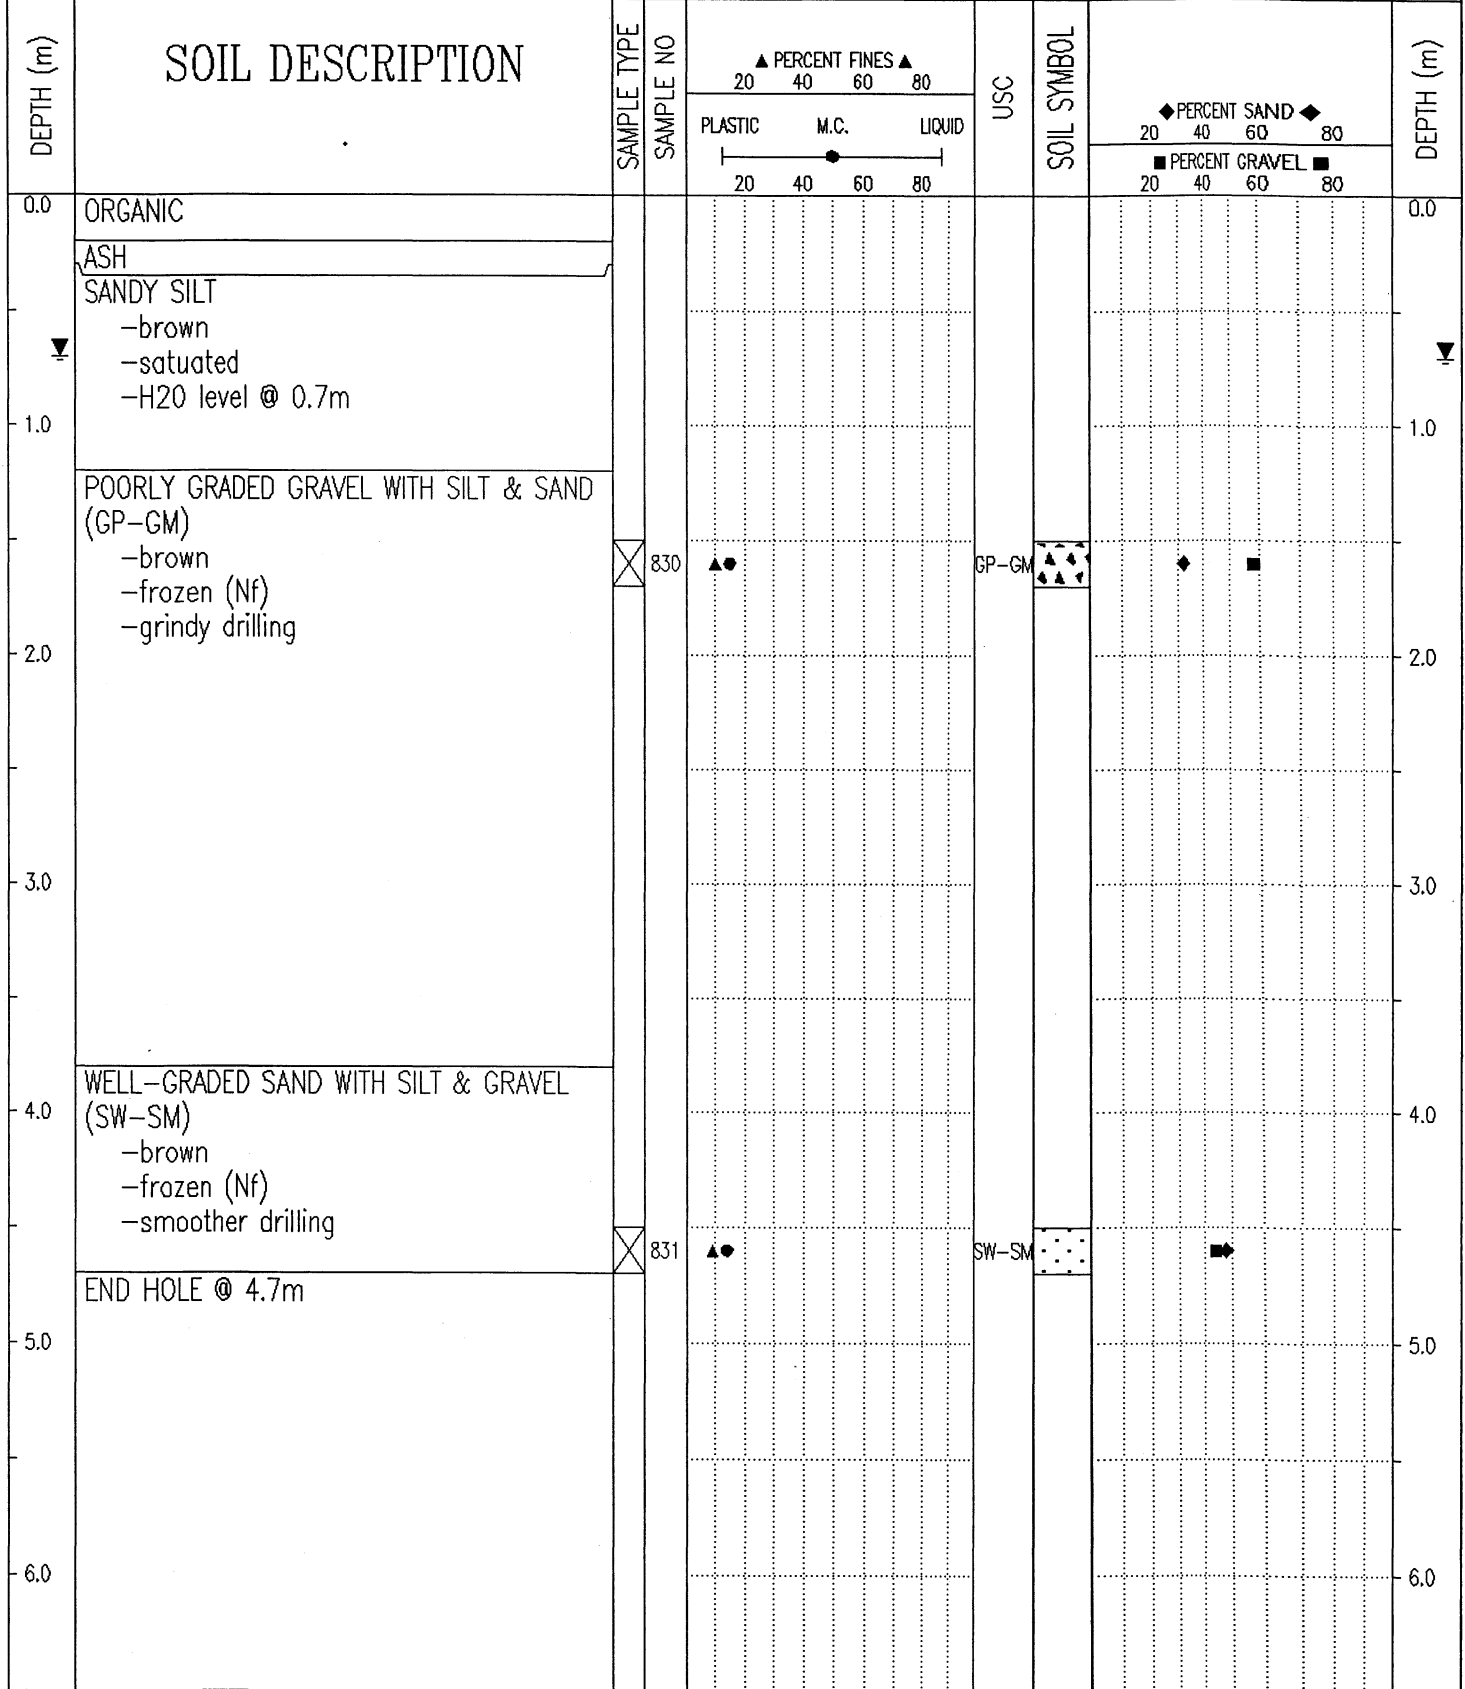 DEPTH (m)
SOIL DESCRIPTION
SAMPLE TYPE
SAMPLE NO
▲ PERCENT FINES ▲
20 40 60 80
PLASTIC M.C. LIQUID
20 40 60 80
USC
SOIL SYMBOL
◆PERCENT SAND◆
20 40 60 80
■PERCENT GRAVEL■
20 40 60 80
DEPTH (m)
0.0 ORGANIC 0.0
ASH
SANDY SILT
-brown
-satuated
-H20 level @ 0.7m
1.0 1.0
POORLY GRADED GRAVEL WITH SILT & SAND
(GP-GM)
-brown
830 GP-GM
-frozen (Nf)
-grindy drilling
2.0 2.0
3.0 3.0
WELL-GRADED SAND WITH SILT & GRAVEL
4.0 (SW-SM) 4.0
-brown
-frozen (Nf)
-smoother drilling
831 SW-SM
END HOLE @ 4.7m
5.0 5.0
6.0 6.0